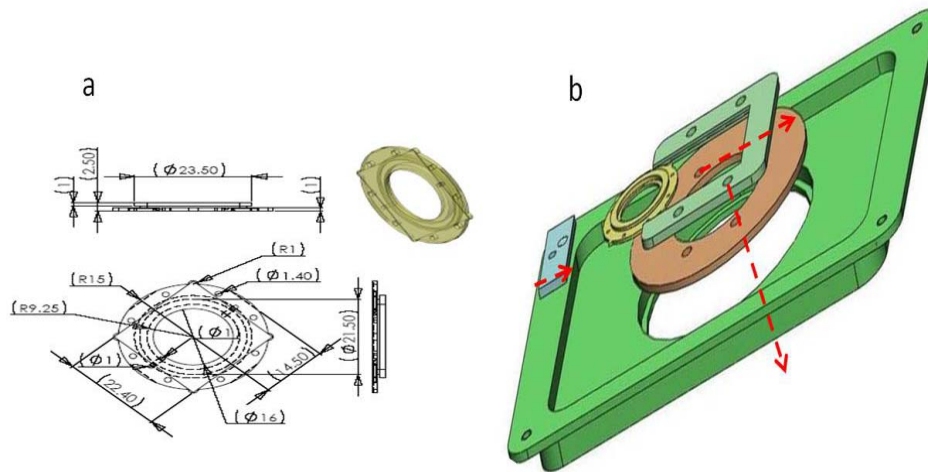 a
b
(Ø23.50)
(1)
(2.50)
(1)
(R1)
(R15)
(Ø1.40)
(R9.25)
(Ø1)
(Ø21.50)
(Ø1)
(14.50)
(22.40)
(Ø16)